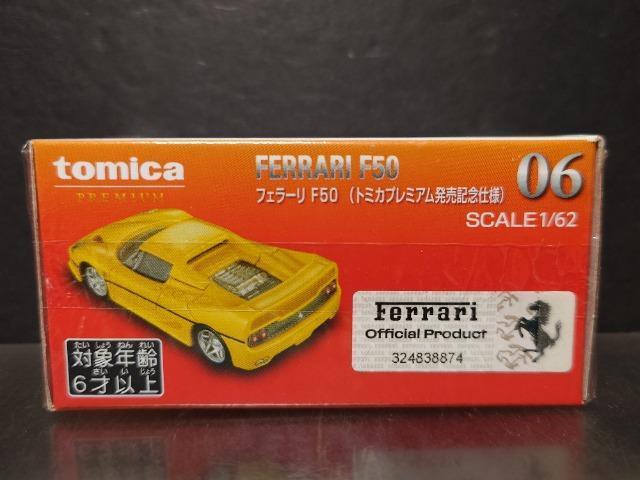 tomica
PREMIUM
FERRARI F50
フェラーリ F50 (トミカプレミアム発売記念仕様)
06
SCALE 1/62
Ferrari
Official Product
324838874
たいしょうねんれい
対象年齢
さいいじょう
6才以上